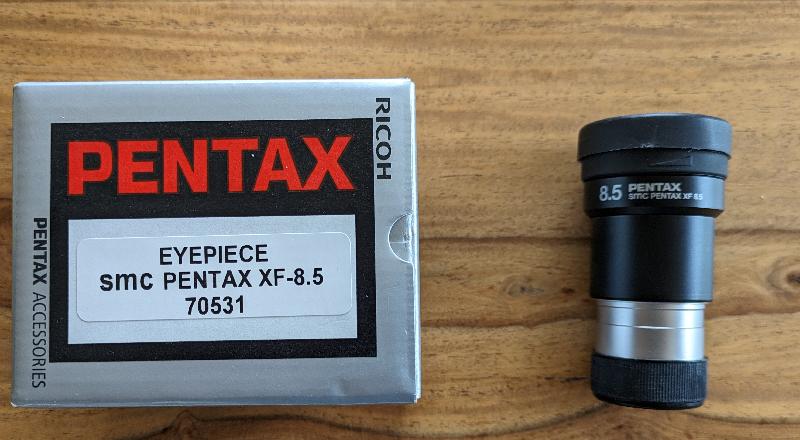 RICOH
PENTAX
EYEPIECE
smc PENTAX XF-8.5
70531
PENTAX ACCESSORIES
8.5 PENTAX
smc PENTAX XF 8.5